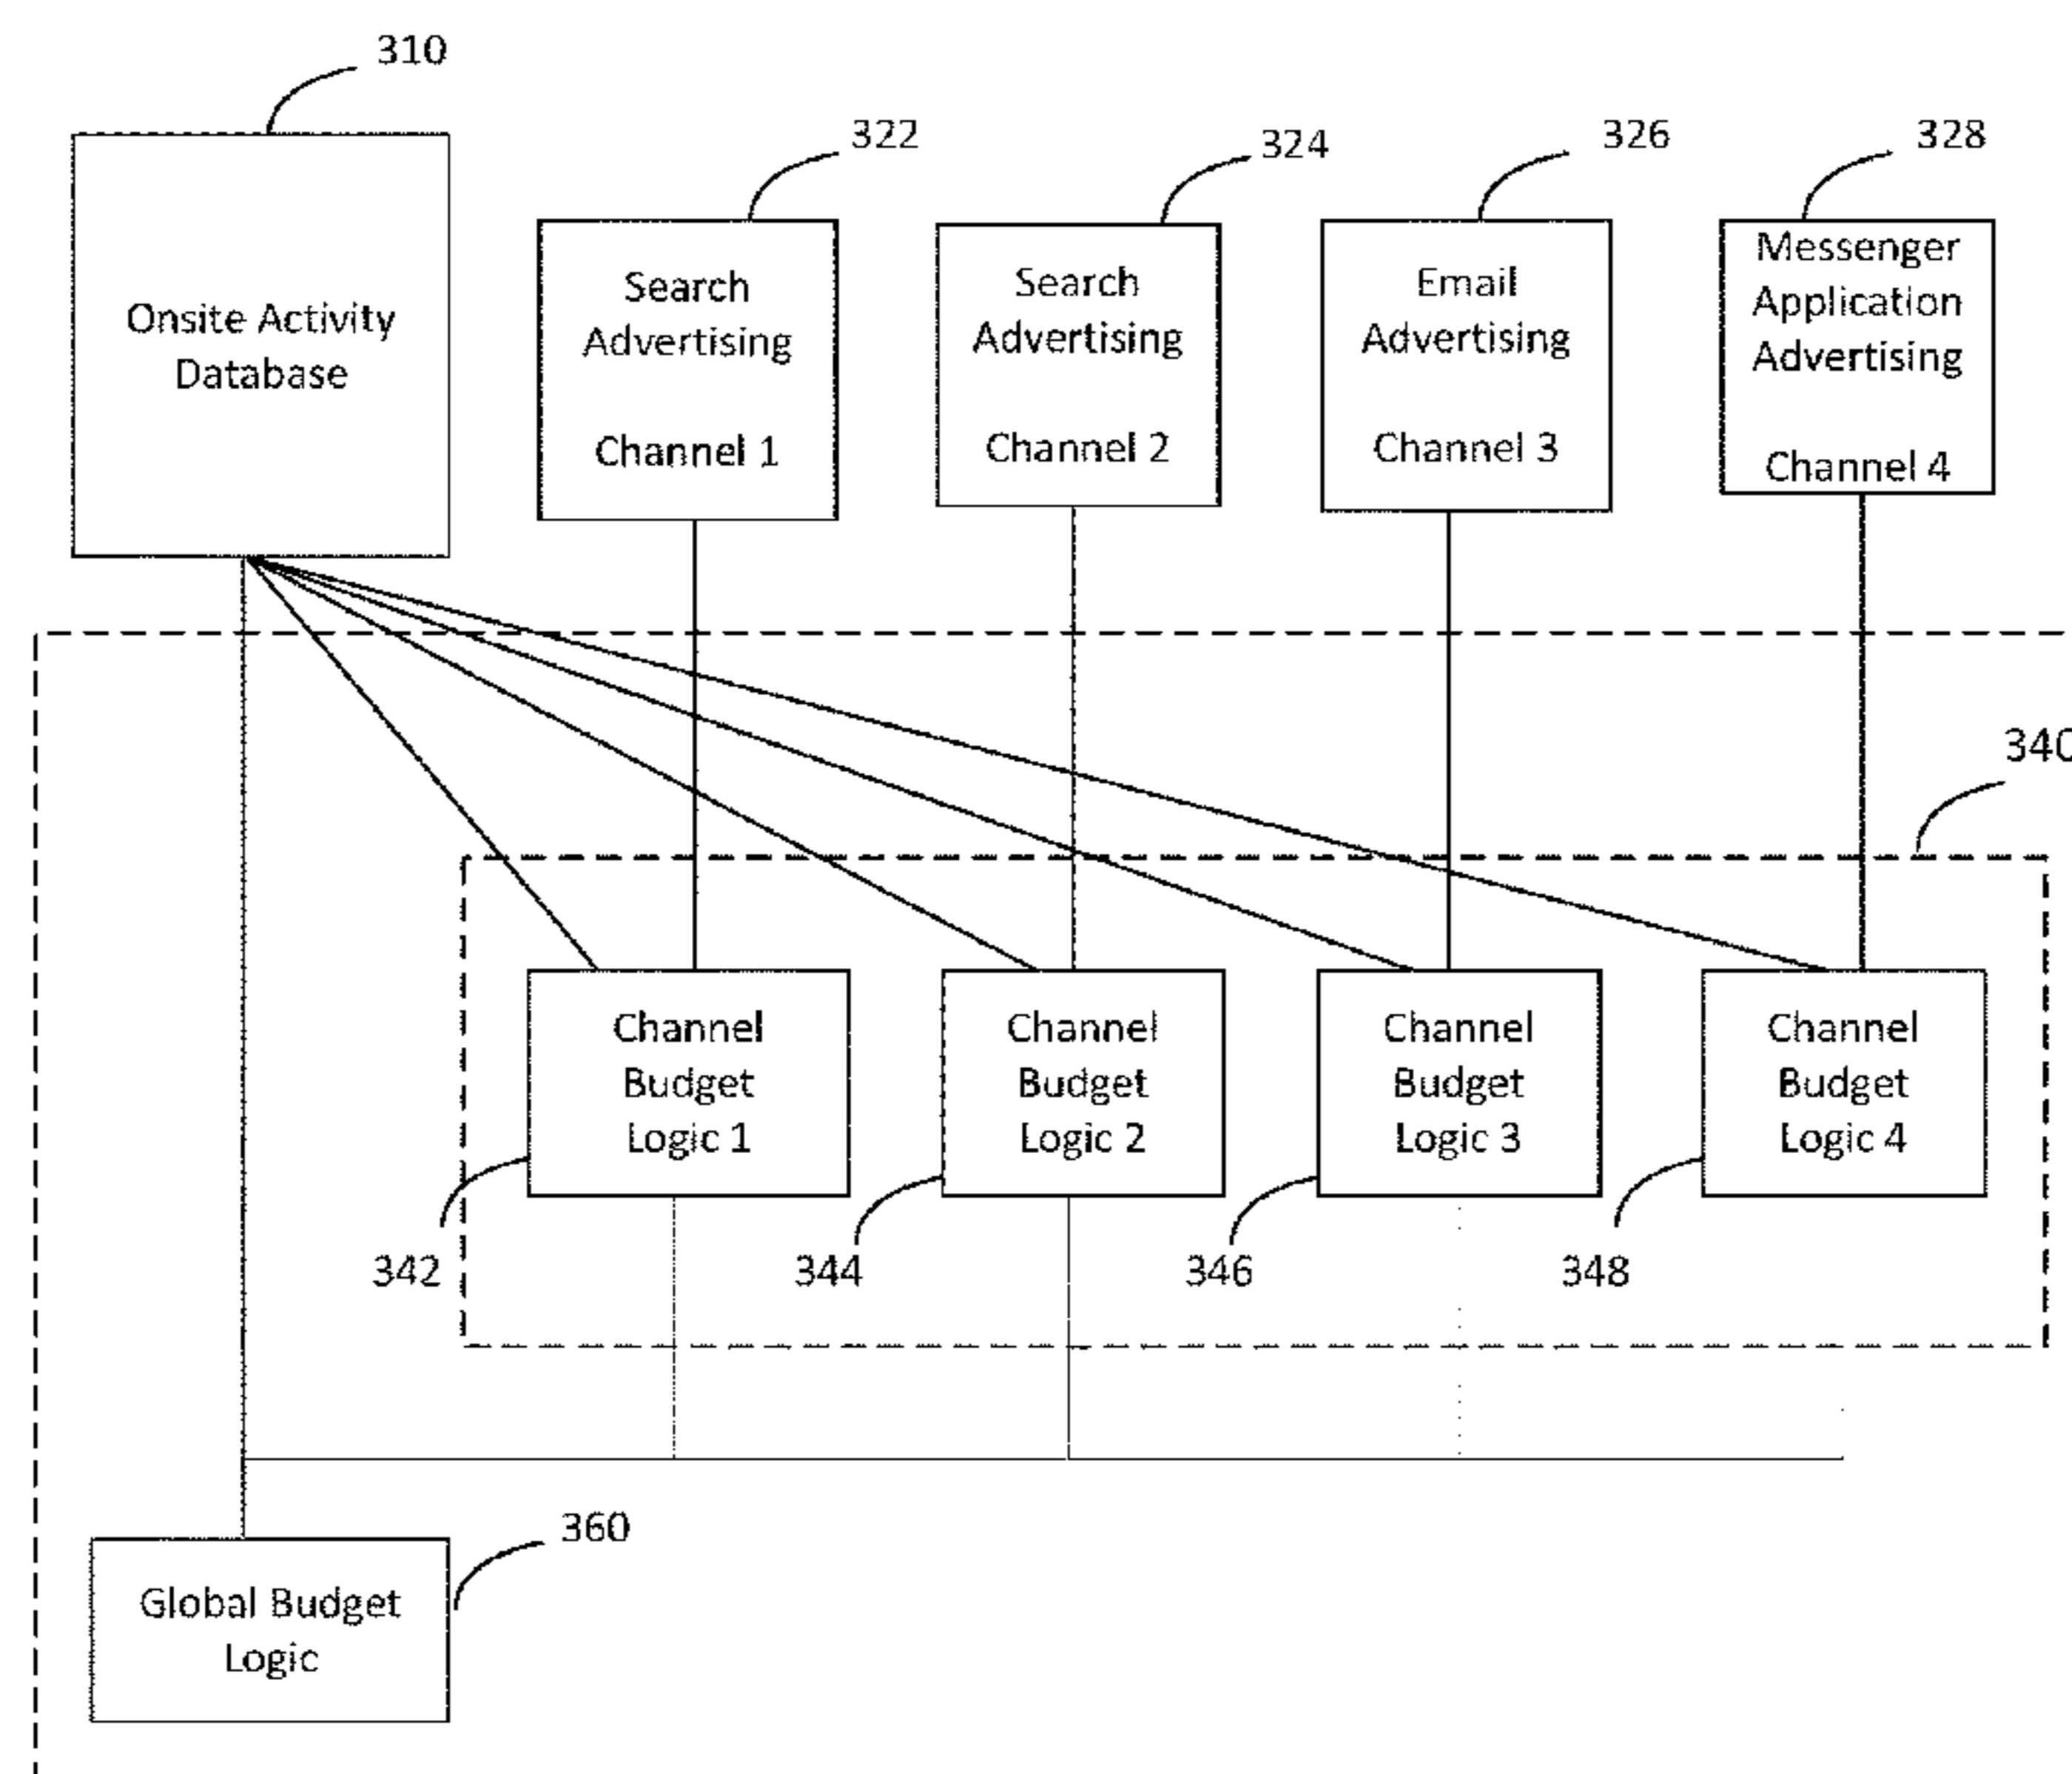 310
322
324
326
328
Onsite Activity
Database
Search
Advertising
Channel 1
Search
Advertising
Channel 2
Email
Advertising
Channel 3
Messenger
Application
Advertising
Channel 4
340
Channel
Budget
Logic 1
Channel
Budget
Logic 2
Channel
Budget
Logic 3
Channel
Budget
Logic 4
342
344
346
348
360
Global Budget
Logic